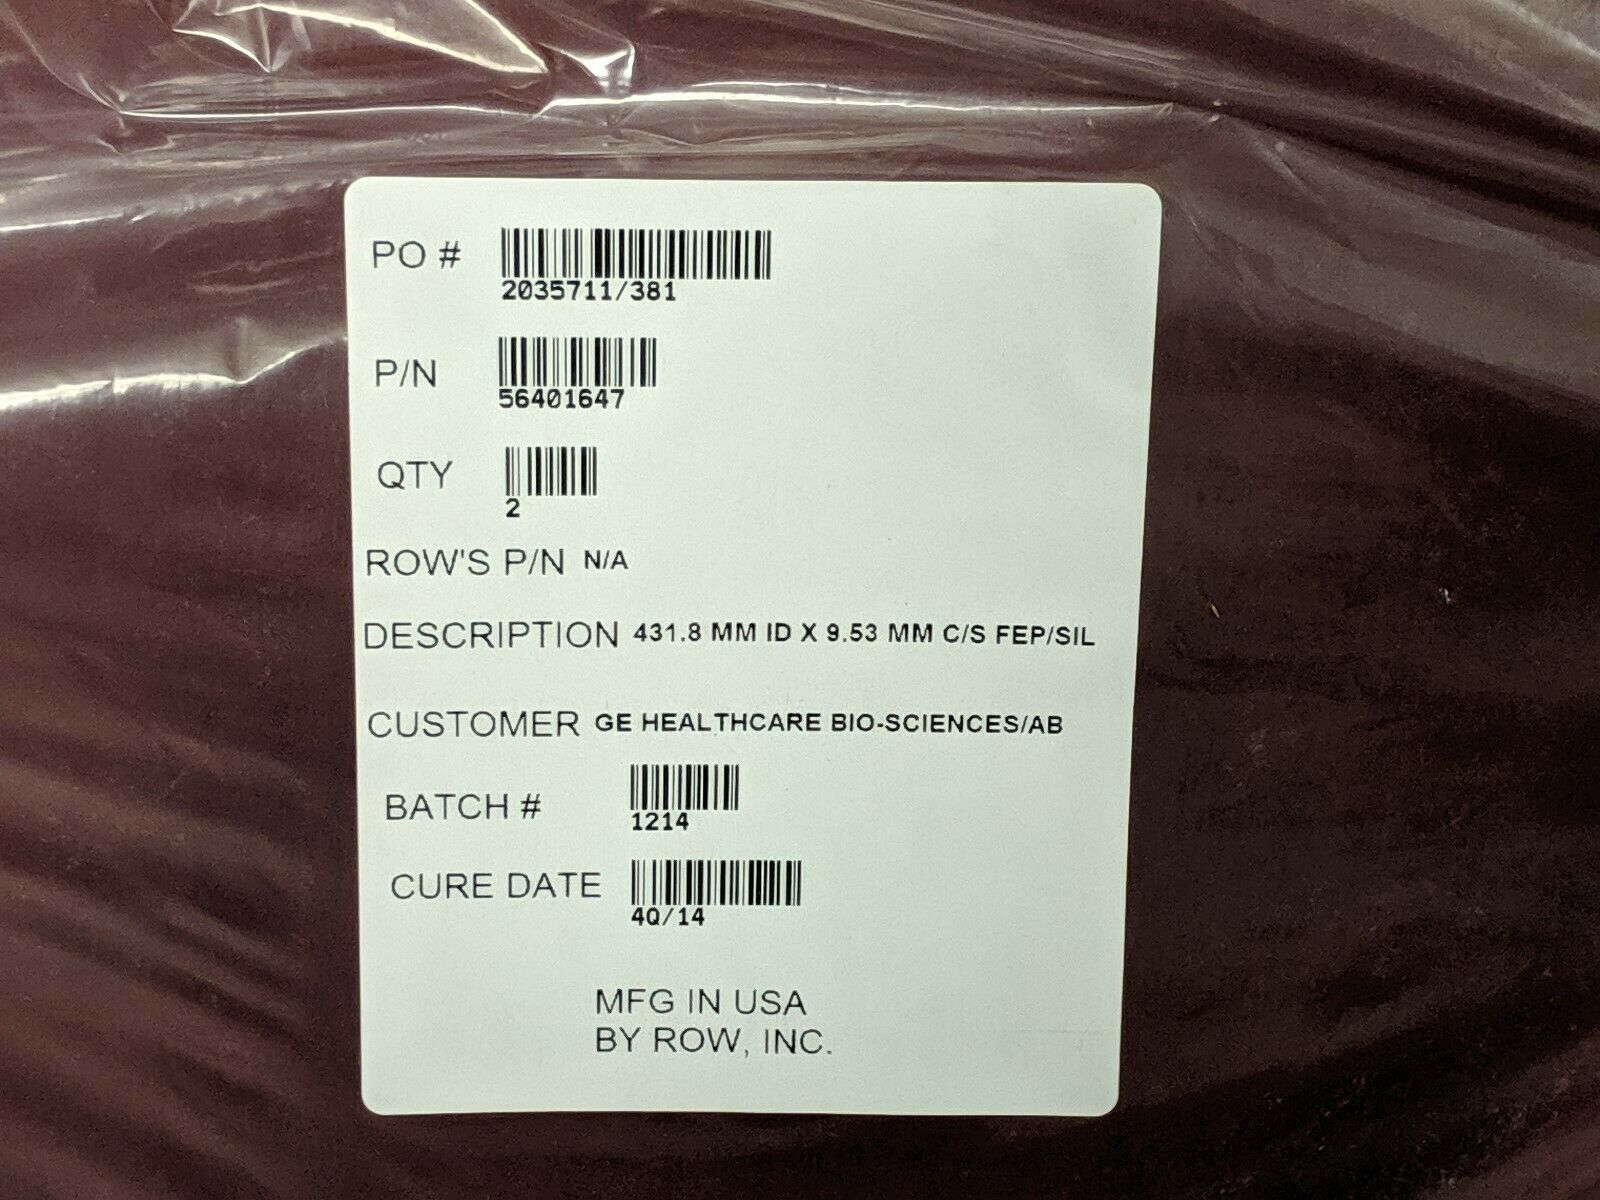 PO #
2035711/381
P/N
56401647
QTY
2
ROW'S P/N N/A
DESCRIPTION 431.8 MM ID X 9.53 MM C/S FEP/SIL
CUSTOMER GE HEALTHCARE BIO-SCIENCES/AB
BATCH #
1214
CURE DATE
4Q/14
MFG IN USA
BY ROW, INC.